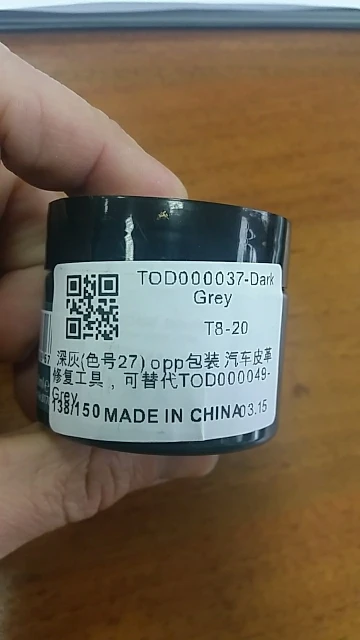 TOD000037-Dark
Grey
T8-20
深灰(色号27) opp包装 汽车皮革
修复工具，可替代TOD000049-
Grey
138/150 MADE IN CHINA 03.15